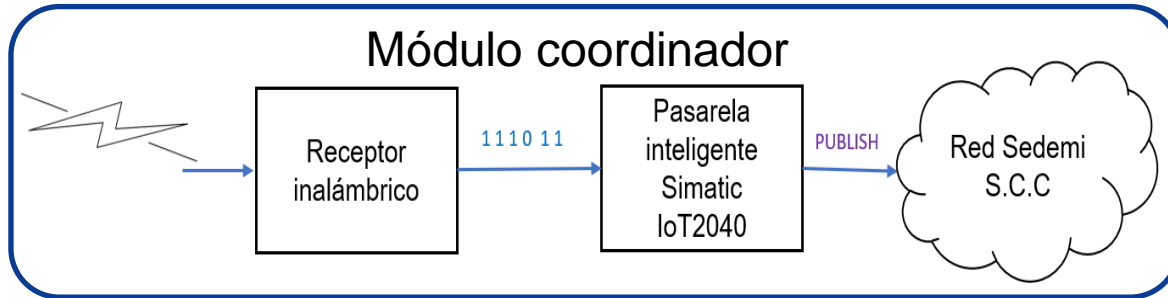 Módulo coordinador
Receptor
inalámbrico
1110 11
Pasarela
inteligente
Simatic
IoT2040
PUBLISH
Red Sedemi
S.C.C